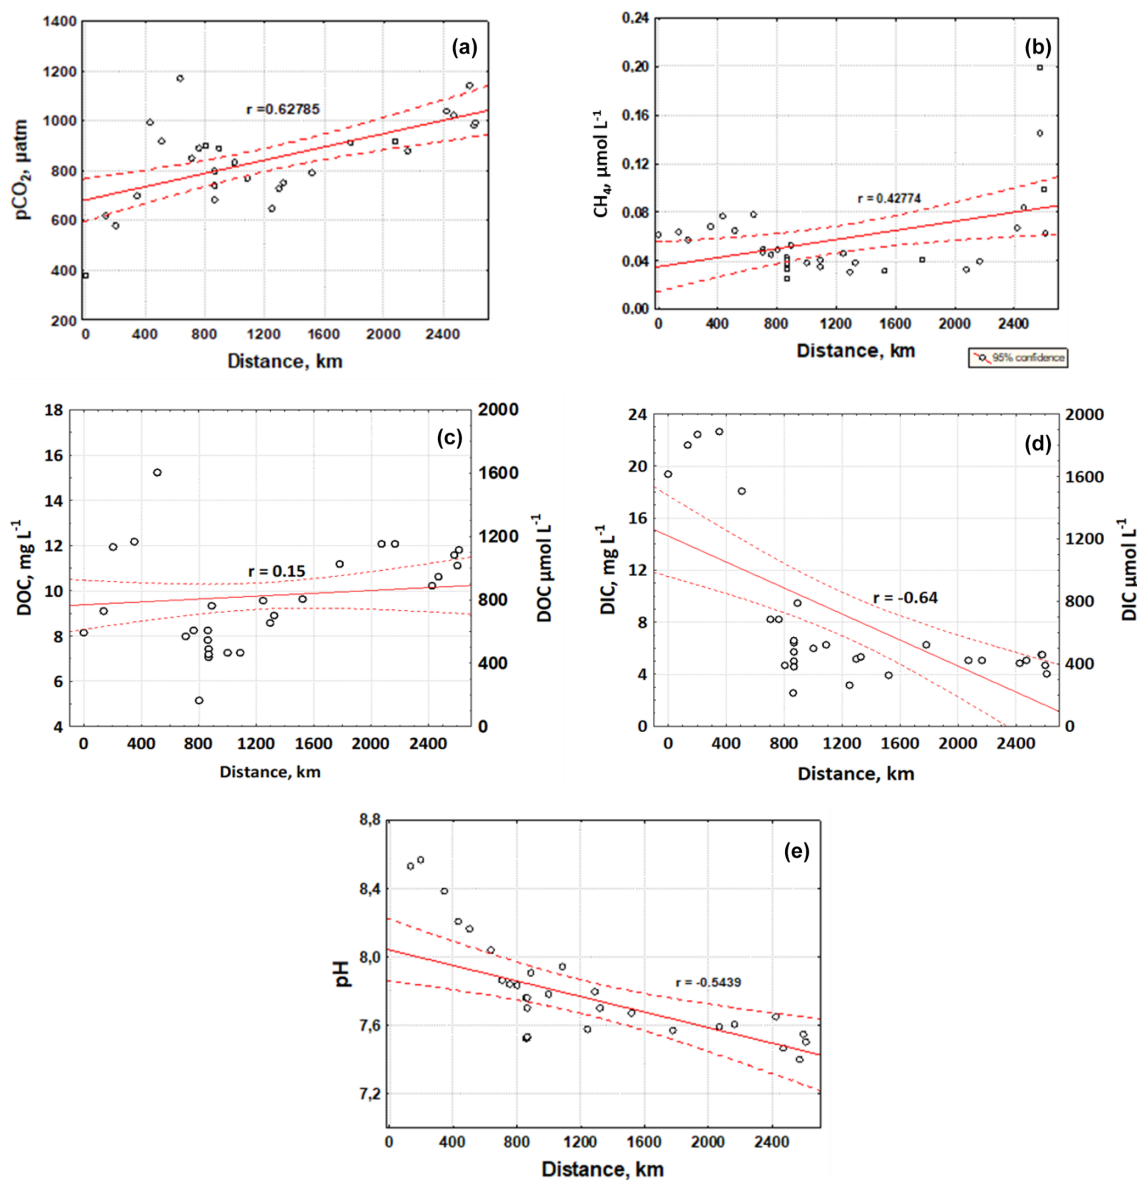 (a)
pCO2, µatm
1400
1200
1000
800
600
400
200
r =0.62785
0 400 800 1200 1600 2000 2400
Distance, km
(b)
CH4, µmol L-1
0,24
0,20
0,16
0,12
0,08
0,04
0,00
r = 0.42774
0 400 800 1200 1600 2000 2400
Distance, km
95% confidence
(c)
DOC, mg L-1
18
16
14
12
10
8
6
4
r = 0.15
2000
1600
1200
800
400
0
DOC µmol L-1
0 400 800 1200 1600 2000 2400
Distance, km
(d)
DIC, mg L-1
24
20
16
12
8
4
0
r = -0.64
2000
1600
1200
800
400
0
DIC µmol L-1
0 400 800 1200 1600 2000 2400
Distance, km
(e)
pH
8,8
8,4
8,0
7,6
7,2
r = -0.5439
0 400 800 1200 1600 2000 2400
Distance, km